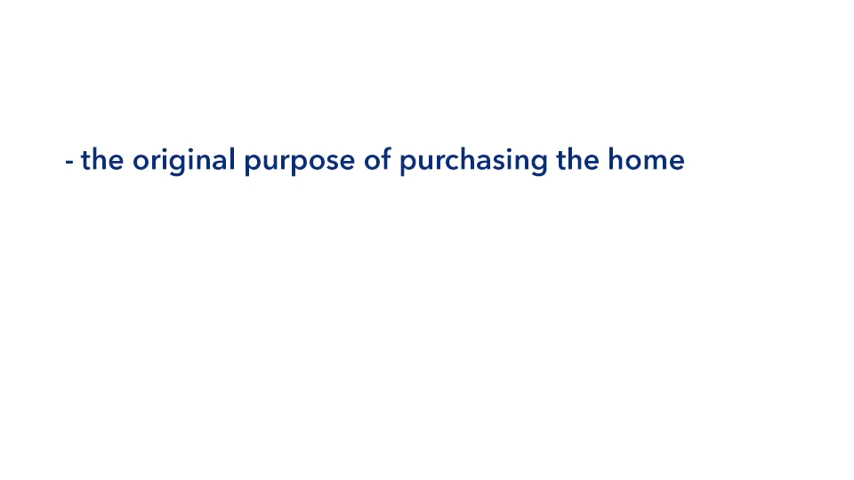 - the original purpose of purchasing the home